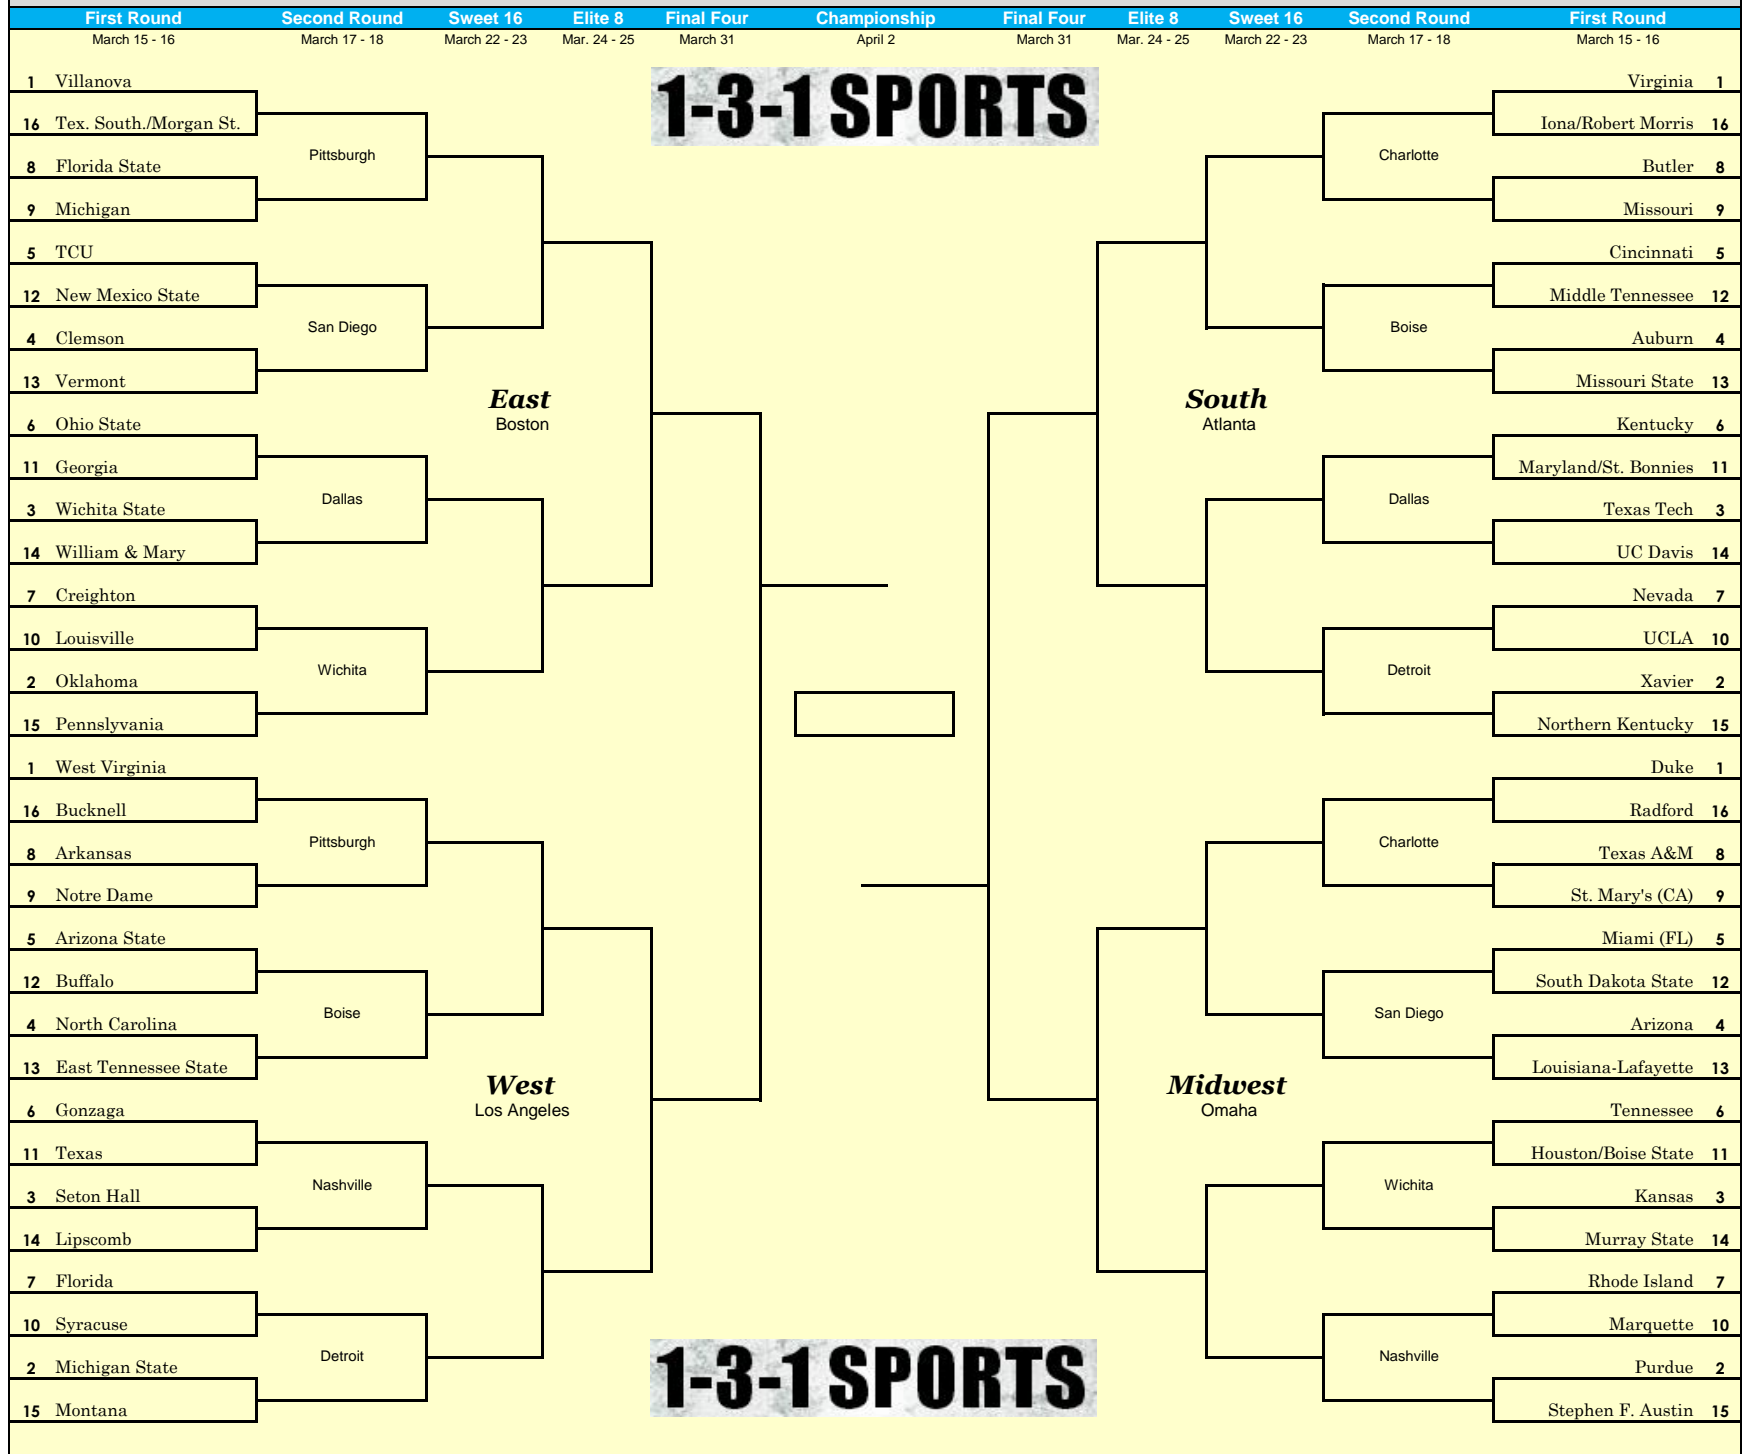 First Round Second Round Sweet 16 Elite 8 Final Four Championship Final Four Elite 8 Sweet 16 Second Round First Round
March 15 - 16 March 17 - 18 March 22 - 23 Mar. 24 - 25 March 31 April 2 March 31 Mar. 24 - 25 March 22 - 23 March 17 - 18 March 15 - 16
1-3-1 SPORTS
1 Villanova
16 Tex. South./Morgan St.
Pittsburgh
8 Florida State
9 Michigan
5 TCU
12 New Mexico State
San Diego
4 Clemson
13 Vermont
East
Boston
6 Ohio State
11 Georgia
Dallas
3 Wichita State
14 William & Mary
7 Creighton
10 Louisville
Wichita
2 Oklahoma
15 Pennslyvania
1 West Virginia
16 Bucknell
Pittsburgh
8 Arkansas
9 Notre Dame
5 Arizona State
12 Buffalo
Boise
4 North Carolina
13 East Tennessee State
West
Los Angeles
6 Gonzaga
11 Texas
Nashville
3 Seton Hall
14 Lipscomb
7 Florida
10 Syracuse
Detroit
2 Michigan State
15 Montana
Virginia 1
Iona/Robert Morris 16
Charlotte
Butler 8
Missouri 9
Cincinnati 5
Middle Tennessee 12
Boise
Auburn 4
Missouri State 13
South
Atlanta
Kentucky 6
Maryland/St. Bonnies 11
Dallas
Texas Tech 3
UC Davis 14
Nevada 7
UCLA 10
Detroit
Xavier 2
Northern Kentucky 15
Duke 1
Radford 16
Charlotte
Texas A&M 8
St. Mary's (CA) 9
Miami (FL) 5
South Dakota State 12
San Diego
Arizona 4
Louisiana-Lafayette 13
Midwest
Omaha
Tennessee 6
Houston/Boise State 11
Wichita
Kansas 3
Murray State 14
Rhode Island 7
Marquette 10
Nashville
Purdue 2
Stephen F. Austin 15
1-3-1 SPORTS